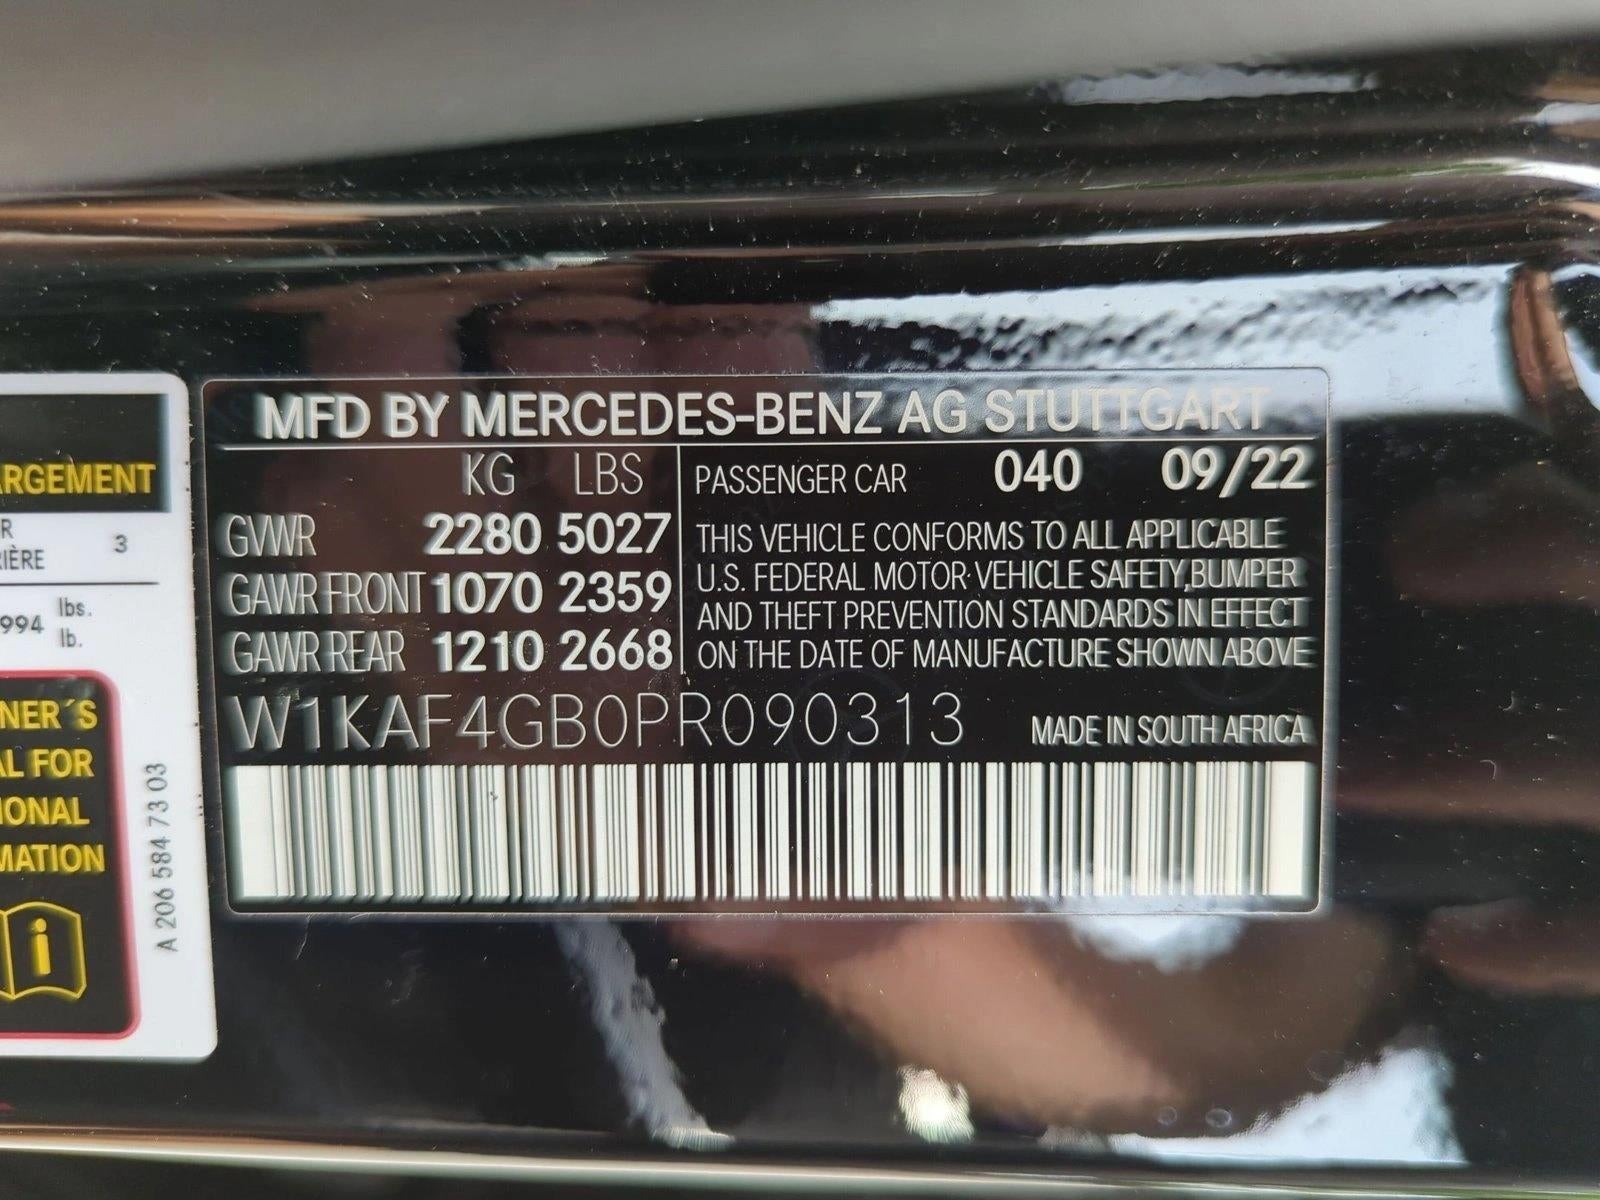 MFD BY MERCEDES-BENZ AG STUTTGART
KG LBS
GVWR 2280 5027
GAWR FRONT 1070 2359
GAWR REAR 1210 2668
PASSENGER CAR 040 09/22
THIS VEHICLE CONFORMS TO ALL APPLICABLE
U.S. FEDERAL MOTOR VEHICLE SAFETY, BUMPER
AND THEFT PREVENTION STANDARDS IN EFFECT
ON THE DATE OF MANUFACTURE SHOWN ABOVE
W1KAF4GB0PR090313
MADE IN SOUTH AFRICA
ARGEMENT
R
IÈRE 3
994 lbs.
lb.
NER´S
AL FOR
IONAL
MATION
i
A 206 584 73 03